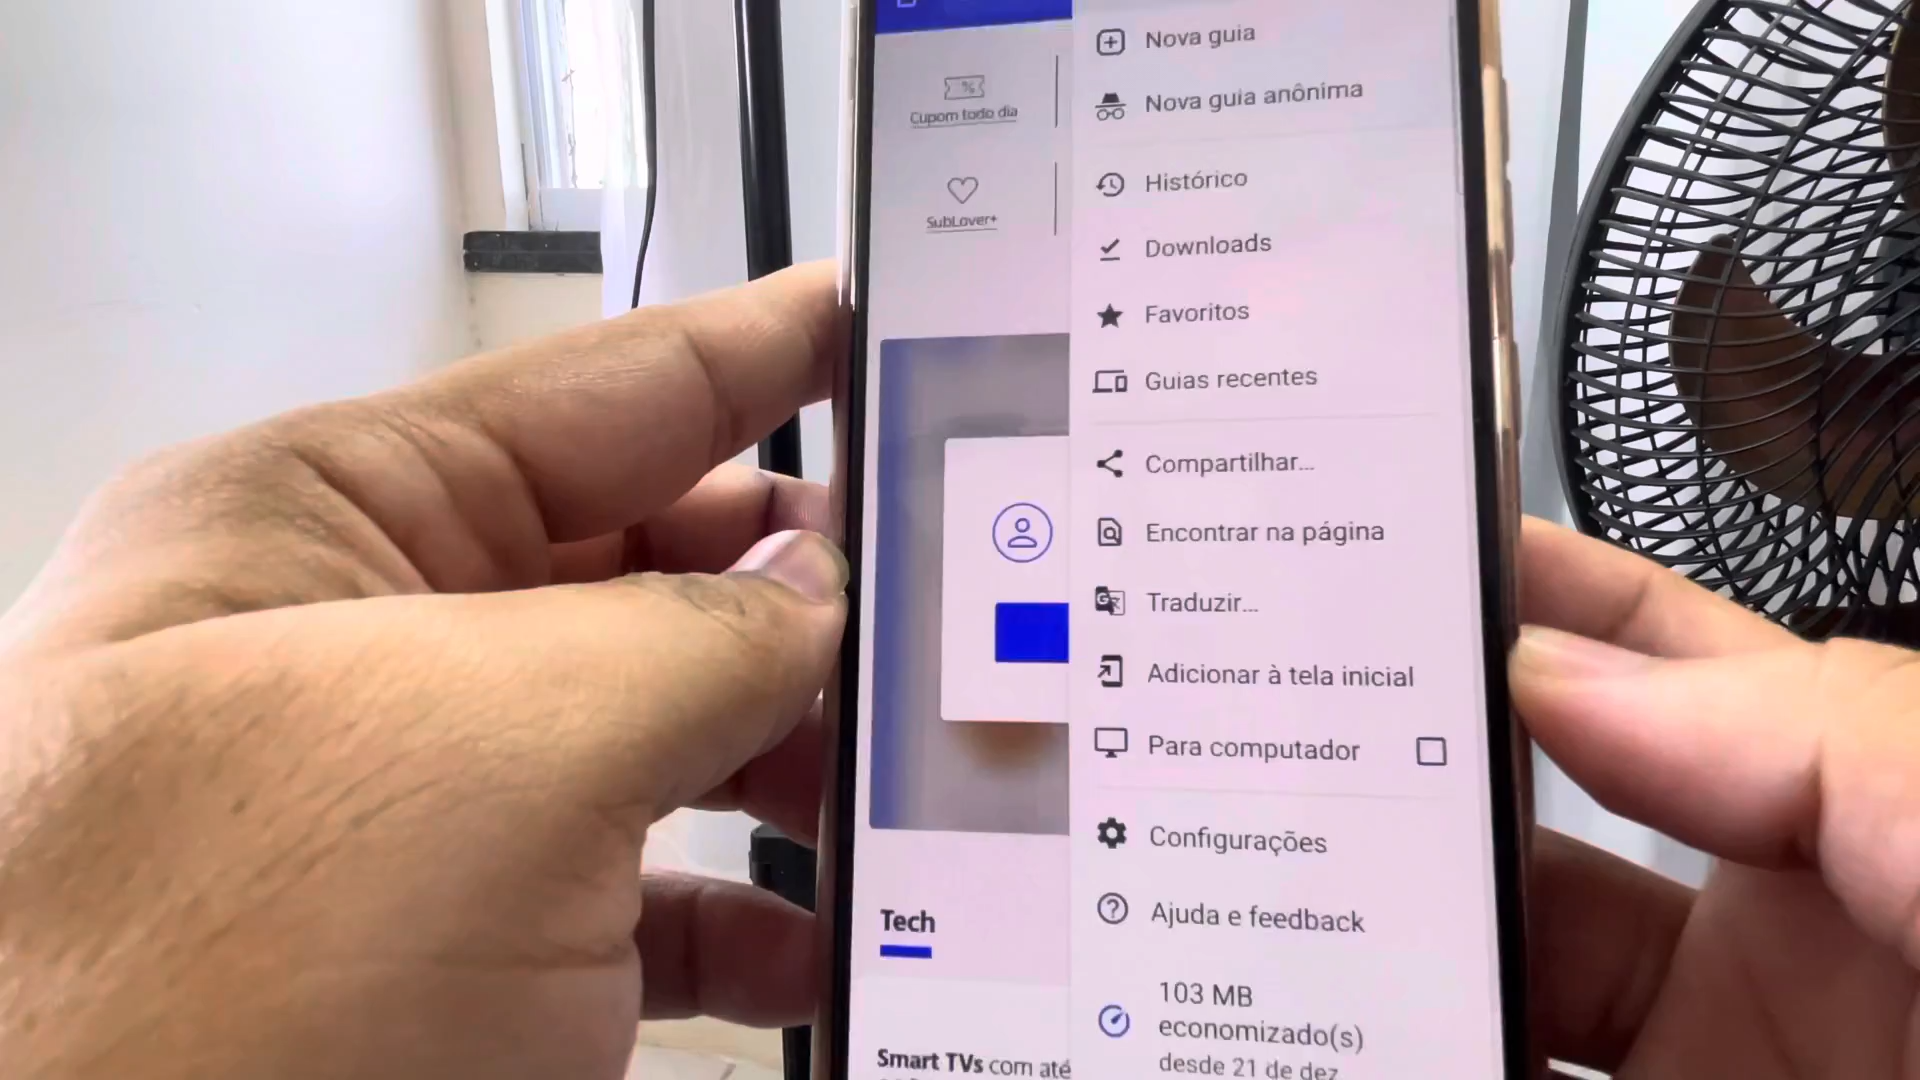 Cupom todo dia
SubLover+
Tech
Smart TVs com até
Nova guia
Nova guia anônima
Histórico
Downloads
Favoritos
Guias recentes
Compartilhar...
Encontrar na página
Traduzir...
Adicionar à tela inicial
Para computador
Configurações
Ajuda e feedback
103 MB
economizado(s)
desde 21 de dez